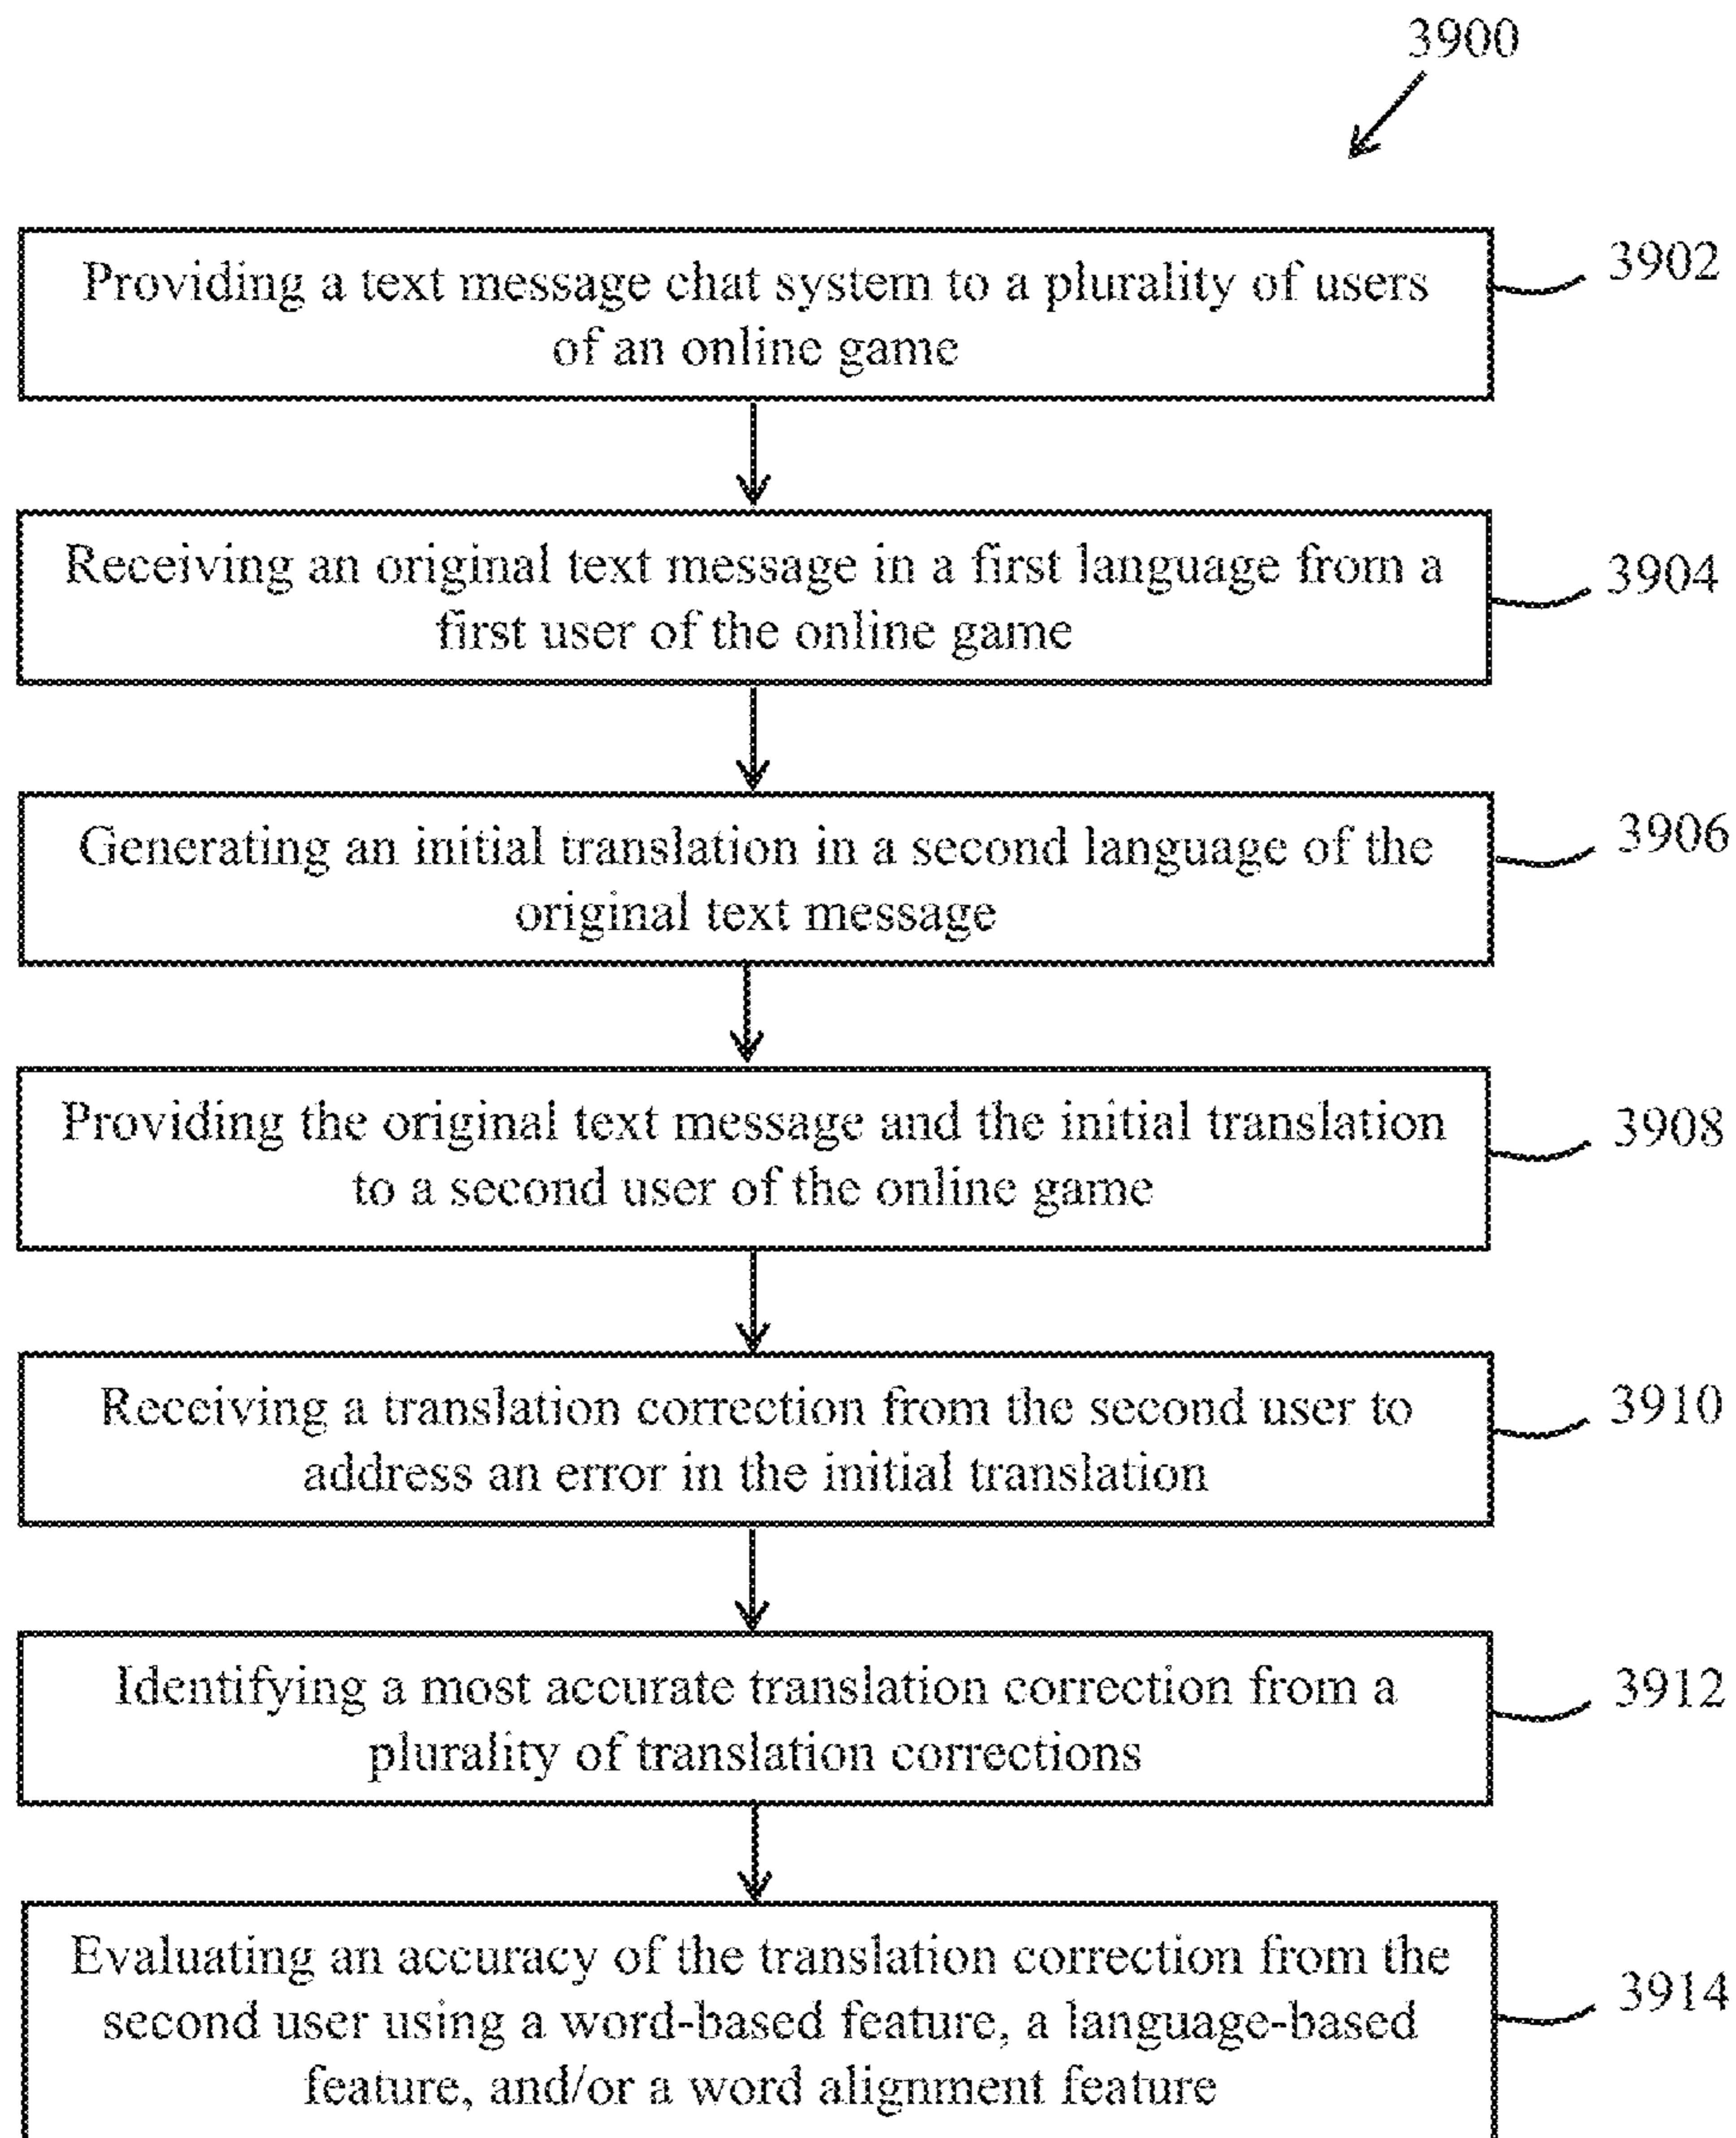 3900
Providing a text message chat system to a plurality of users
of an online game
3902
Receiving an original text message in a first language from a
first user of the online game
3904
Generating an initial translation in a second language of the
original text message
3906
Providing the original text message and the initial translation
to a second user of the online game
3908
Receiving a translation correction from the second user to
address an error in the initial translation
3910
Identifying a most accurate translation correction from a
plurality of translation corrections
3912
Evaluating an accuracy of the translation correction from the
second user using a word-based feature, a language-based
feature, and/or a word alignment feature
3914